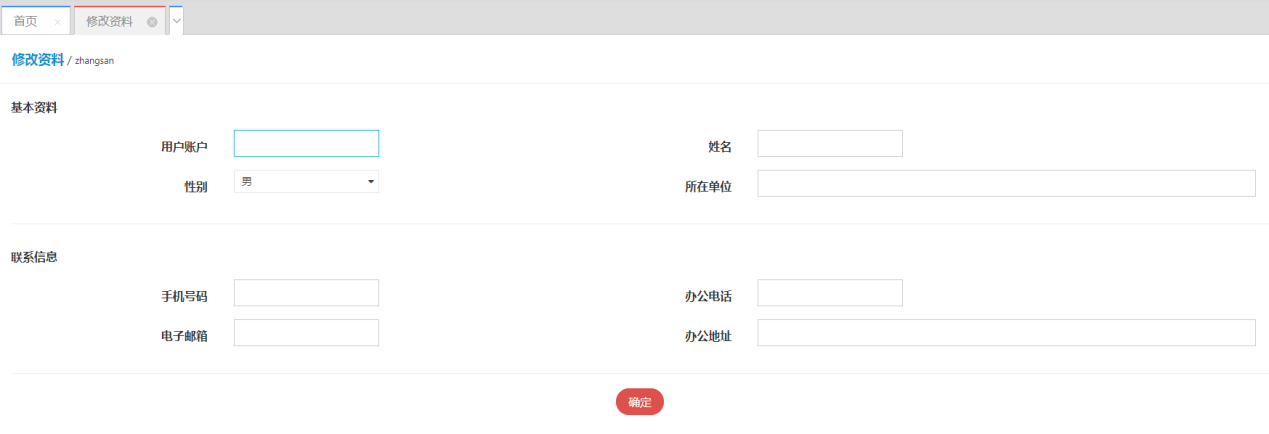 首页 × 修改资料
修改资料 / zhangsan
基本资料
用户账户 姓名
性别 男 所在单位
联系信息
手机号码 办公电话
电子邮箱 办公地址
确定